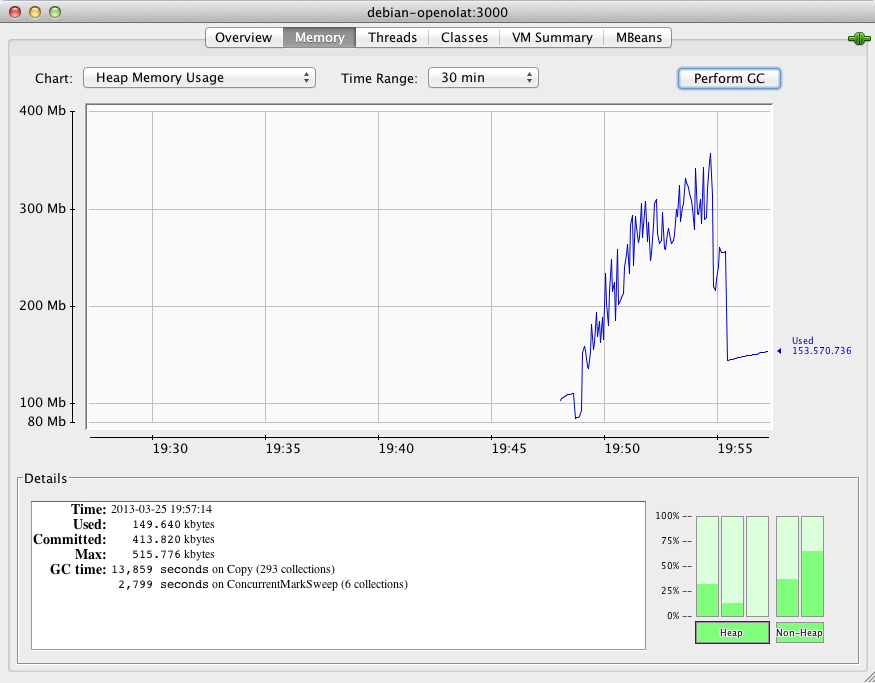 debian-openolat:3000
Overview Memory Threads Classes VM Summary MBeans
Chart: Heap Memory Usage Time Range: 30 min Perform GC
400 Mb
300 Mb
200 Mb
Used
153.570.736
100 Mb
80 Mb
19:30 19:35 19:40 19:45 19:50 19:55
Details
Time: 2013-03-25 19:57:14
Used: 149.640 kbytes
Committed: 413.820 kbytes
Max: 515.776 kbytes
GC time: 13,859 seconds on Copy (293 collections)
2,799 seconds on ConcurrentMarkSweep (6 collections)
100% --
75% --
50% --
25% --
0% --
Heap Non-Heap